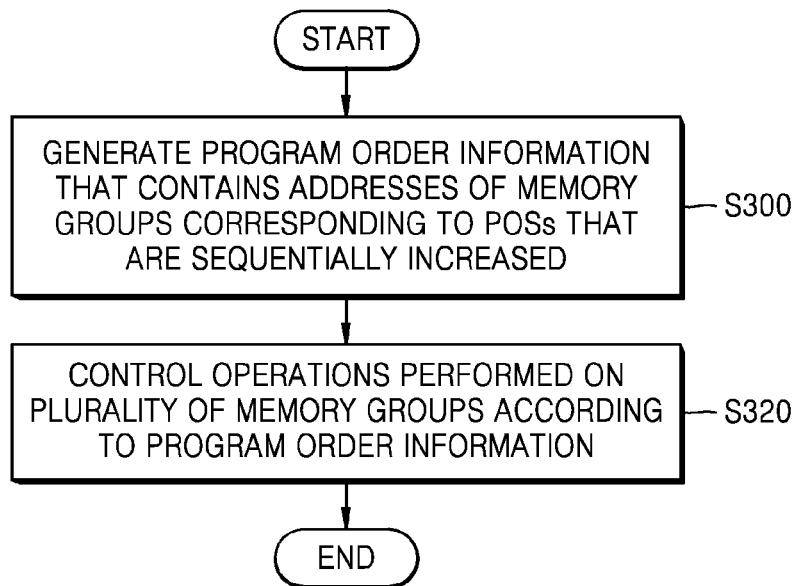 START
GENERATE PROGRAM ORDER INFORMATION
THAT CONTAINS ADDRESSES OF MEMORY
GROUPS CORRESPONDING TO POSs THAT
ARE SEQUENTIALLY INCREASED
S300
CONTROL OPERATIONS PERFORMED ON
PLURALITY OF MEMORY GROUPS ACCORDING
TO PROGRAM ORDER INFORMATION
S320
END